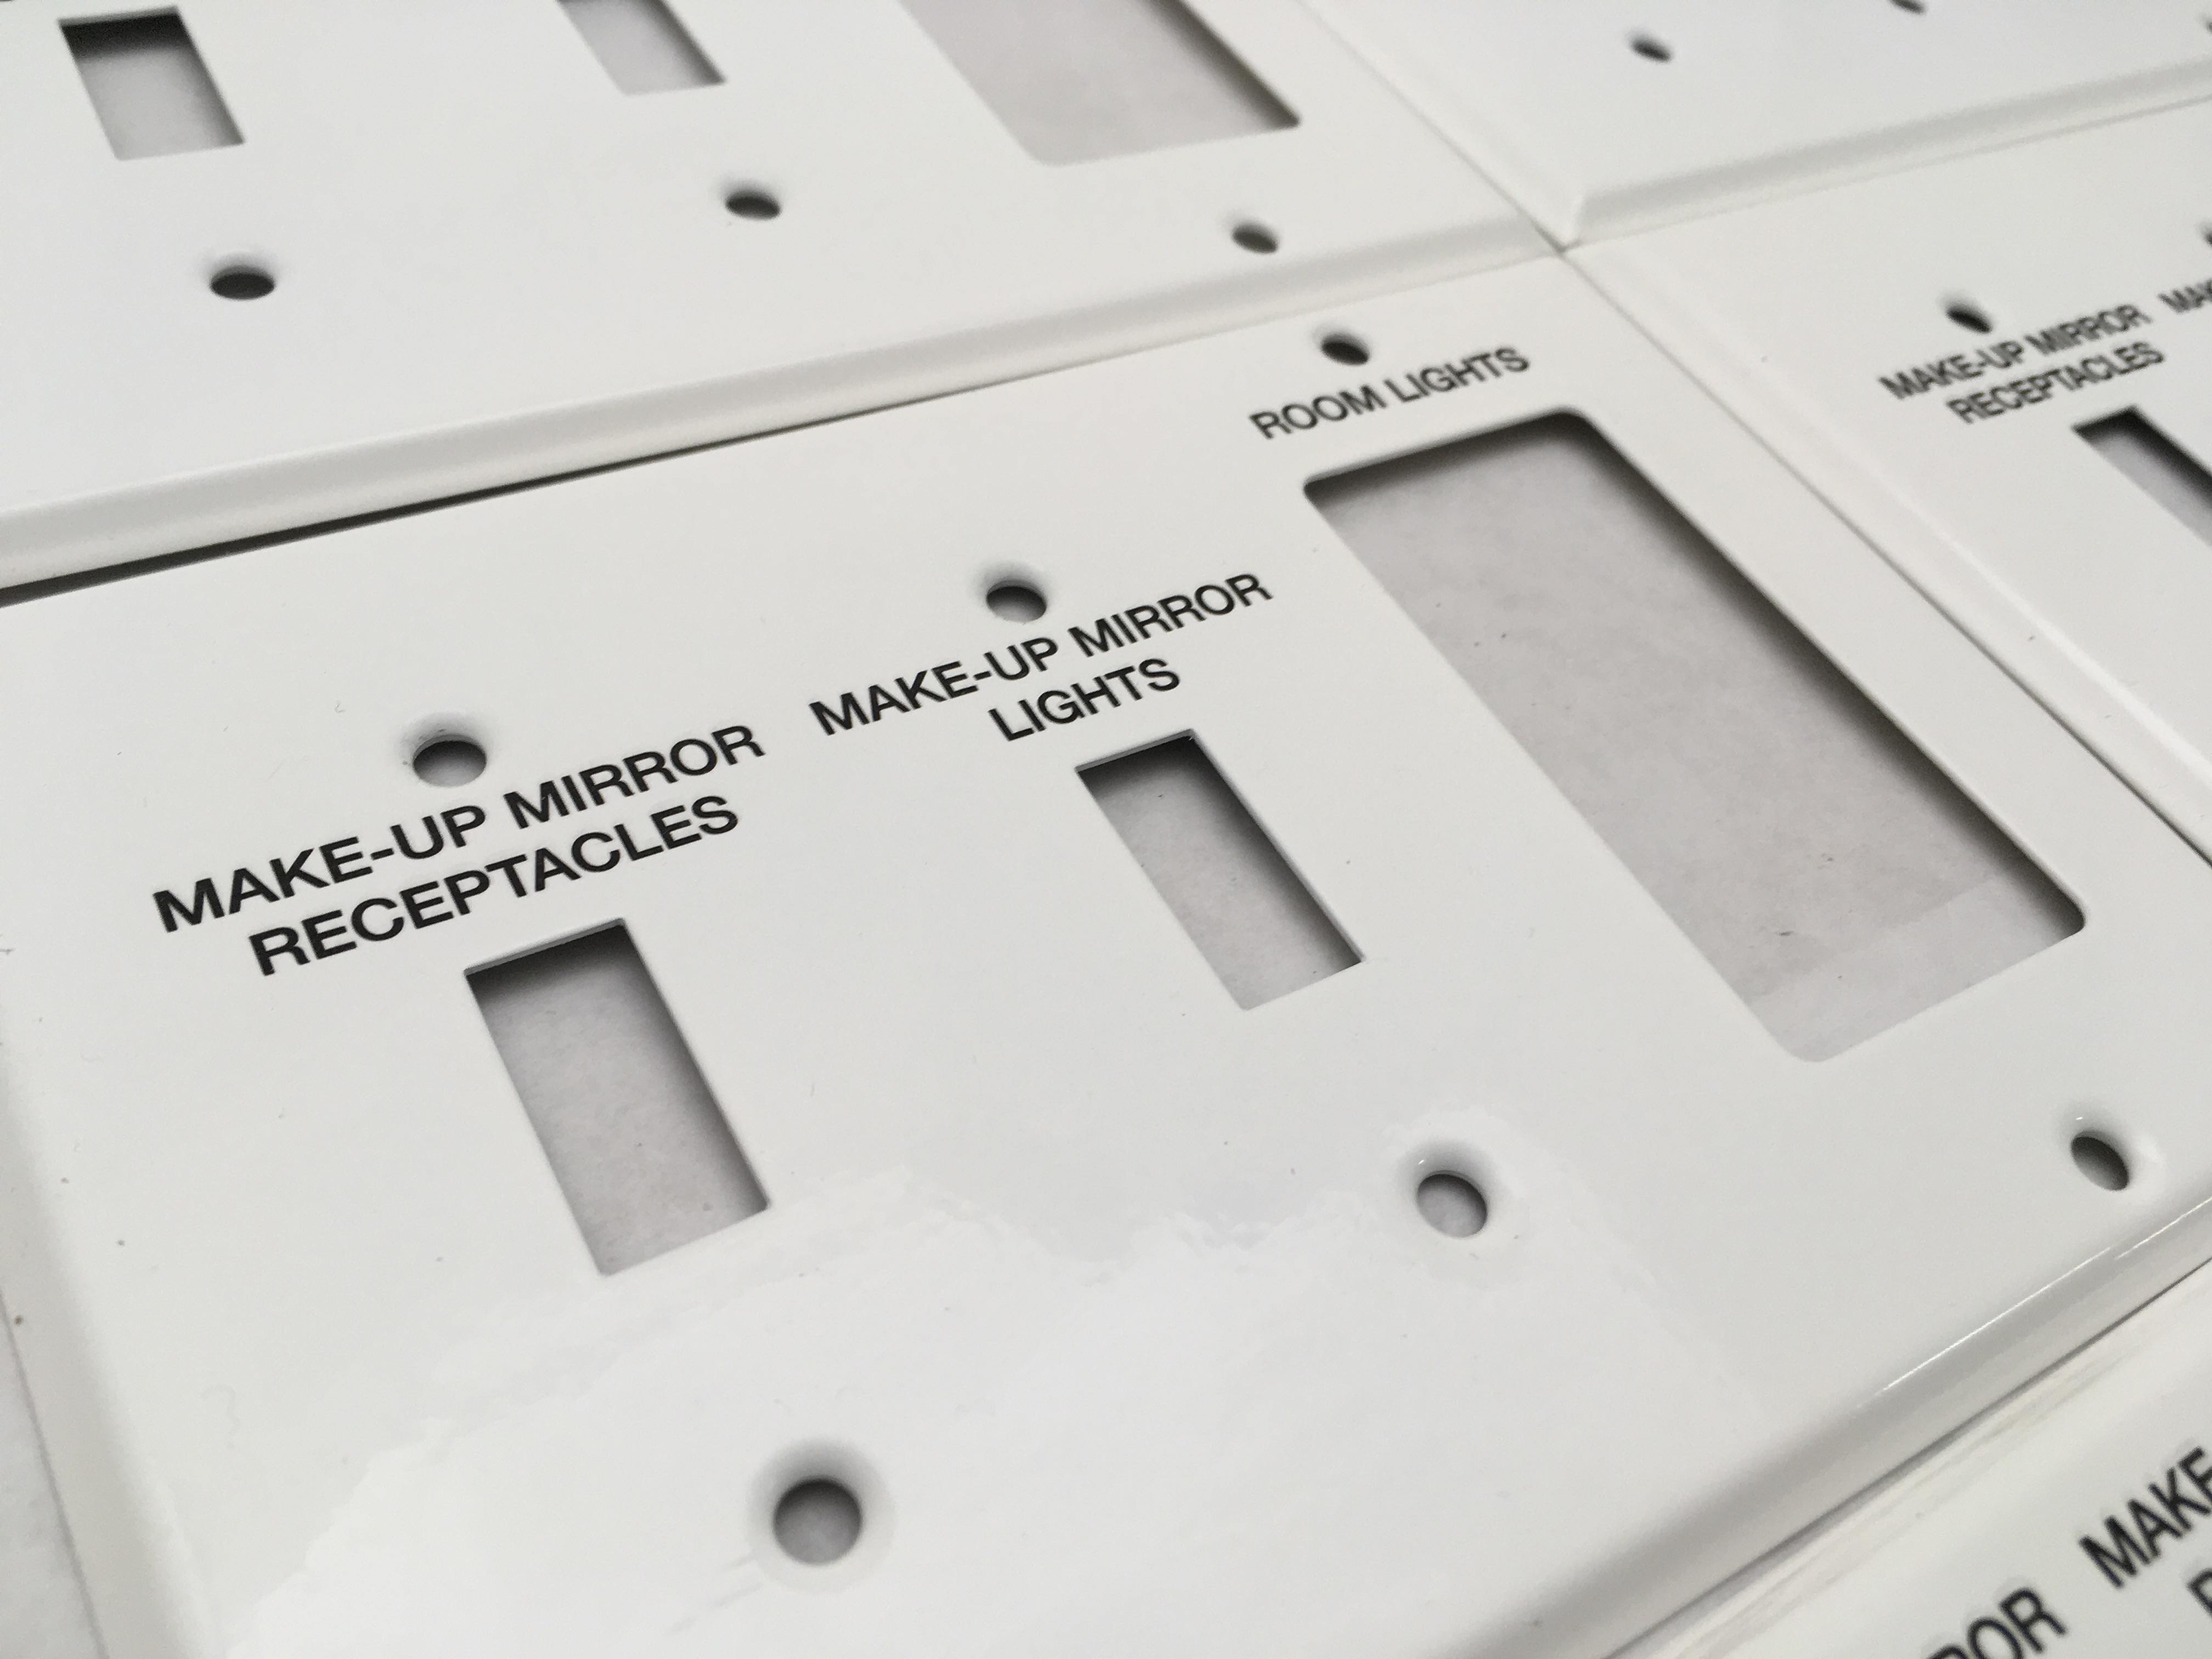 MAKE-UP MIRROR
RECEPTACLES
MAKE-UP MIRROR
LIGHTS
ROOM LIGHTS
MAKE-UP MIRROR
RECEPTACLES